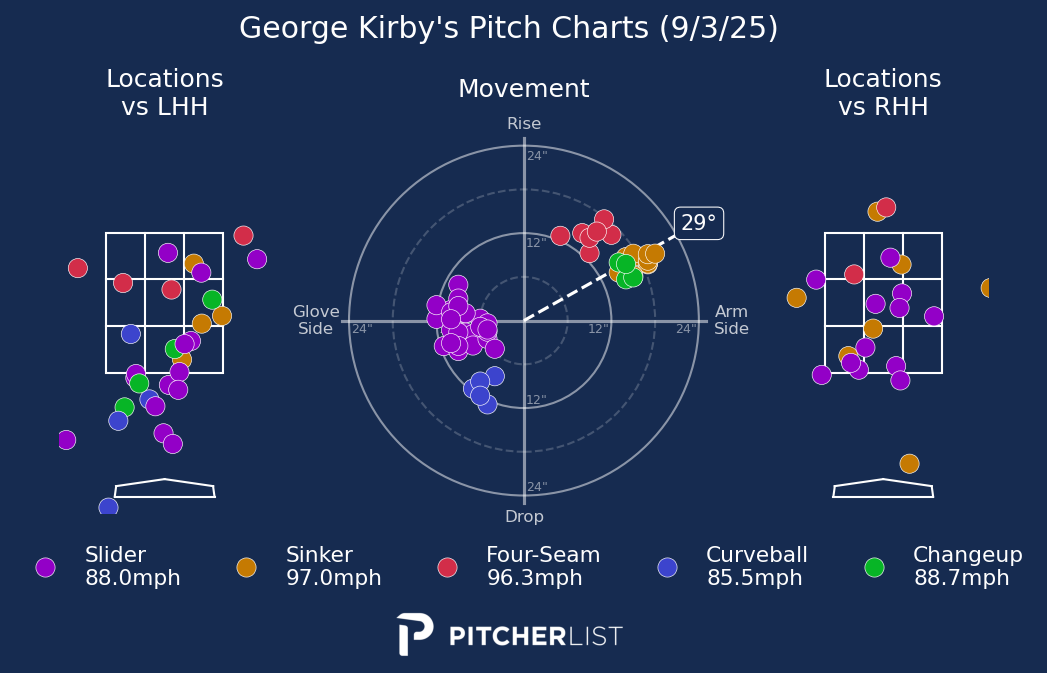 George Kirby's Pitch Charts (9/3/25)
Locations
vs LHH
Movement
Locations
vs RHH
Rise
24"
29°
12"
Glove
Side
24"
12"
24"
Arm
Side
12"
24"
Drop
Slider
88.0mph
Sinker
97.0mph
Four-Seam
96.3mph
Curveball
85.5mph
Changeup
88.7mph
PITCHERLIST